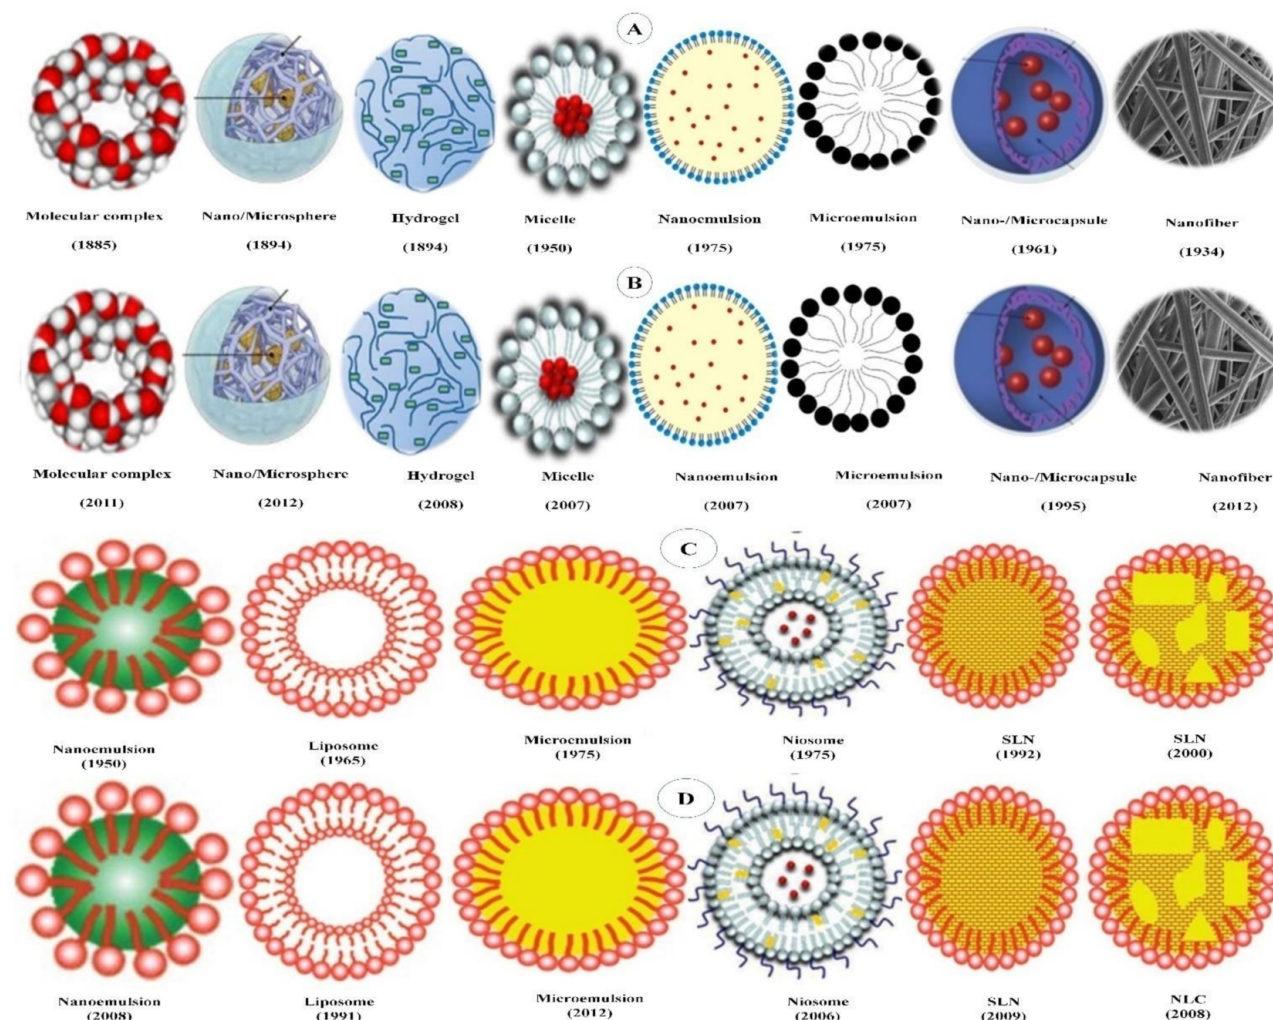 A
Molecular complex Nano/Microsphere Hydrogel Micelle Nanoemulsion Microemulsion Nano-/Microcapsule Nanofiber
(1885) (1894) (1894) (1950) (1975) (1975) (1961) (1934)
B
Molecular complex Nano/Microsphere Hydrogel Micelle Nanoemulsion Microemulsion Nano-/Microcapsule Nanofiber
(2011) (2012) (2008) (2007) (2007) (2007) (1995) (2012)
C
Nanoemulsion Liposome Microemulsion Niosome SLN SLN
(1950) (1965) (1975) (1975) (1992) (2000)
D
Nanoemulsion Liposome Microemulsion Niosome SLN NLC
(2008) (1991) (2012) (2006) (2009) (2008)